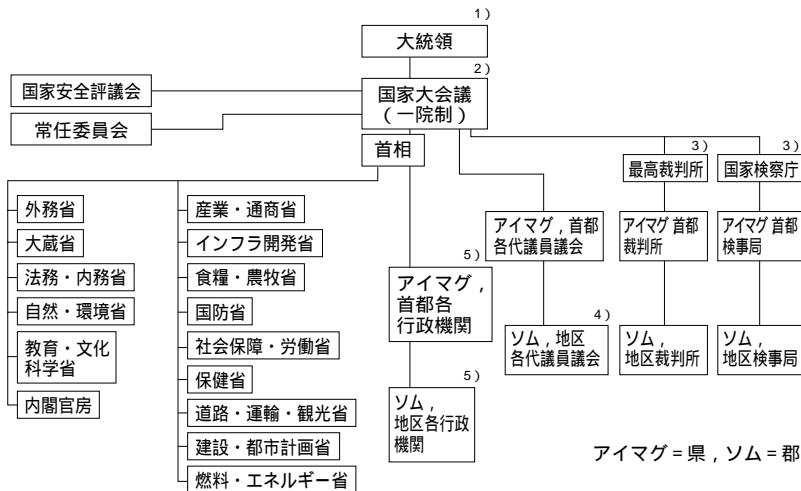 1）
大統領
2）
国家大会議
（一院制）
国家安全評議会
常任委員会
首相
外務省
大蔵省
法務・内務省
自然・環境省
教育・文化
科学省
内閣官房
産業・通商省
インフラ開発省
食糧・農牧省
国防省
社会保障・労働省
保健省
道路・運輸・観光省
建設・都市計画省
燃料・エネルギー省
5）
アイマグ，
首都各
行政機関
5）
ソム，
地区各行政
機関
アイマグ，首都
各代議員議会
4）
ソム，地区
各代議員議会
3）
最高裁判所
アイマグ 首都
裁判所
ソム，
地区裁判所
3）
国家検察庁
アイマグ 首都
検事局
ソム，
地区検事局
アイマグ＝県，ソム＝郡